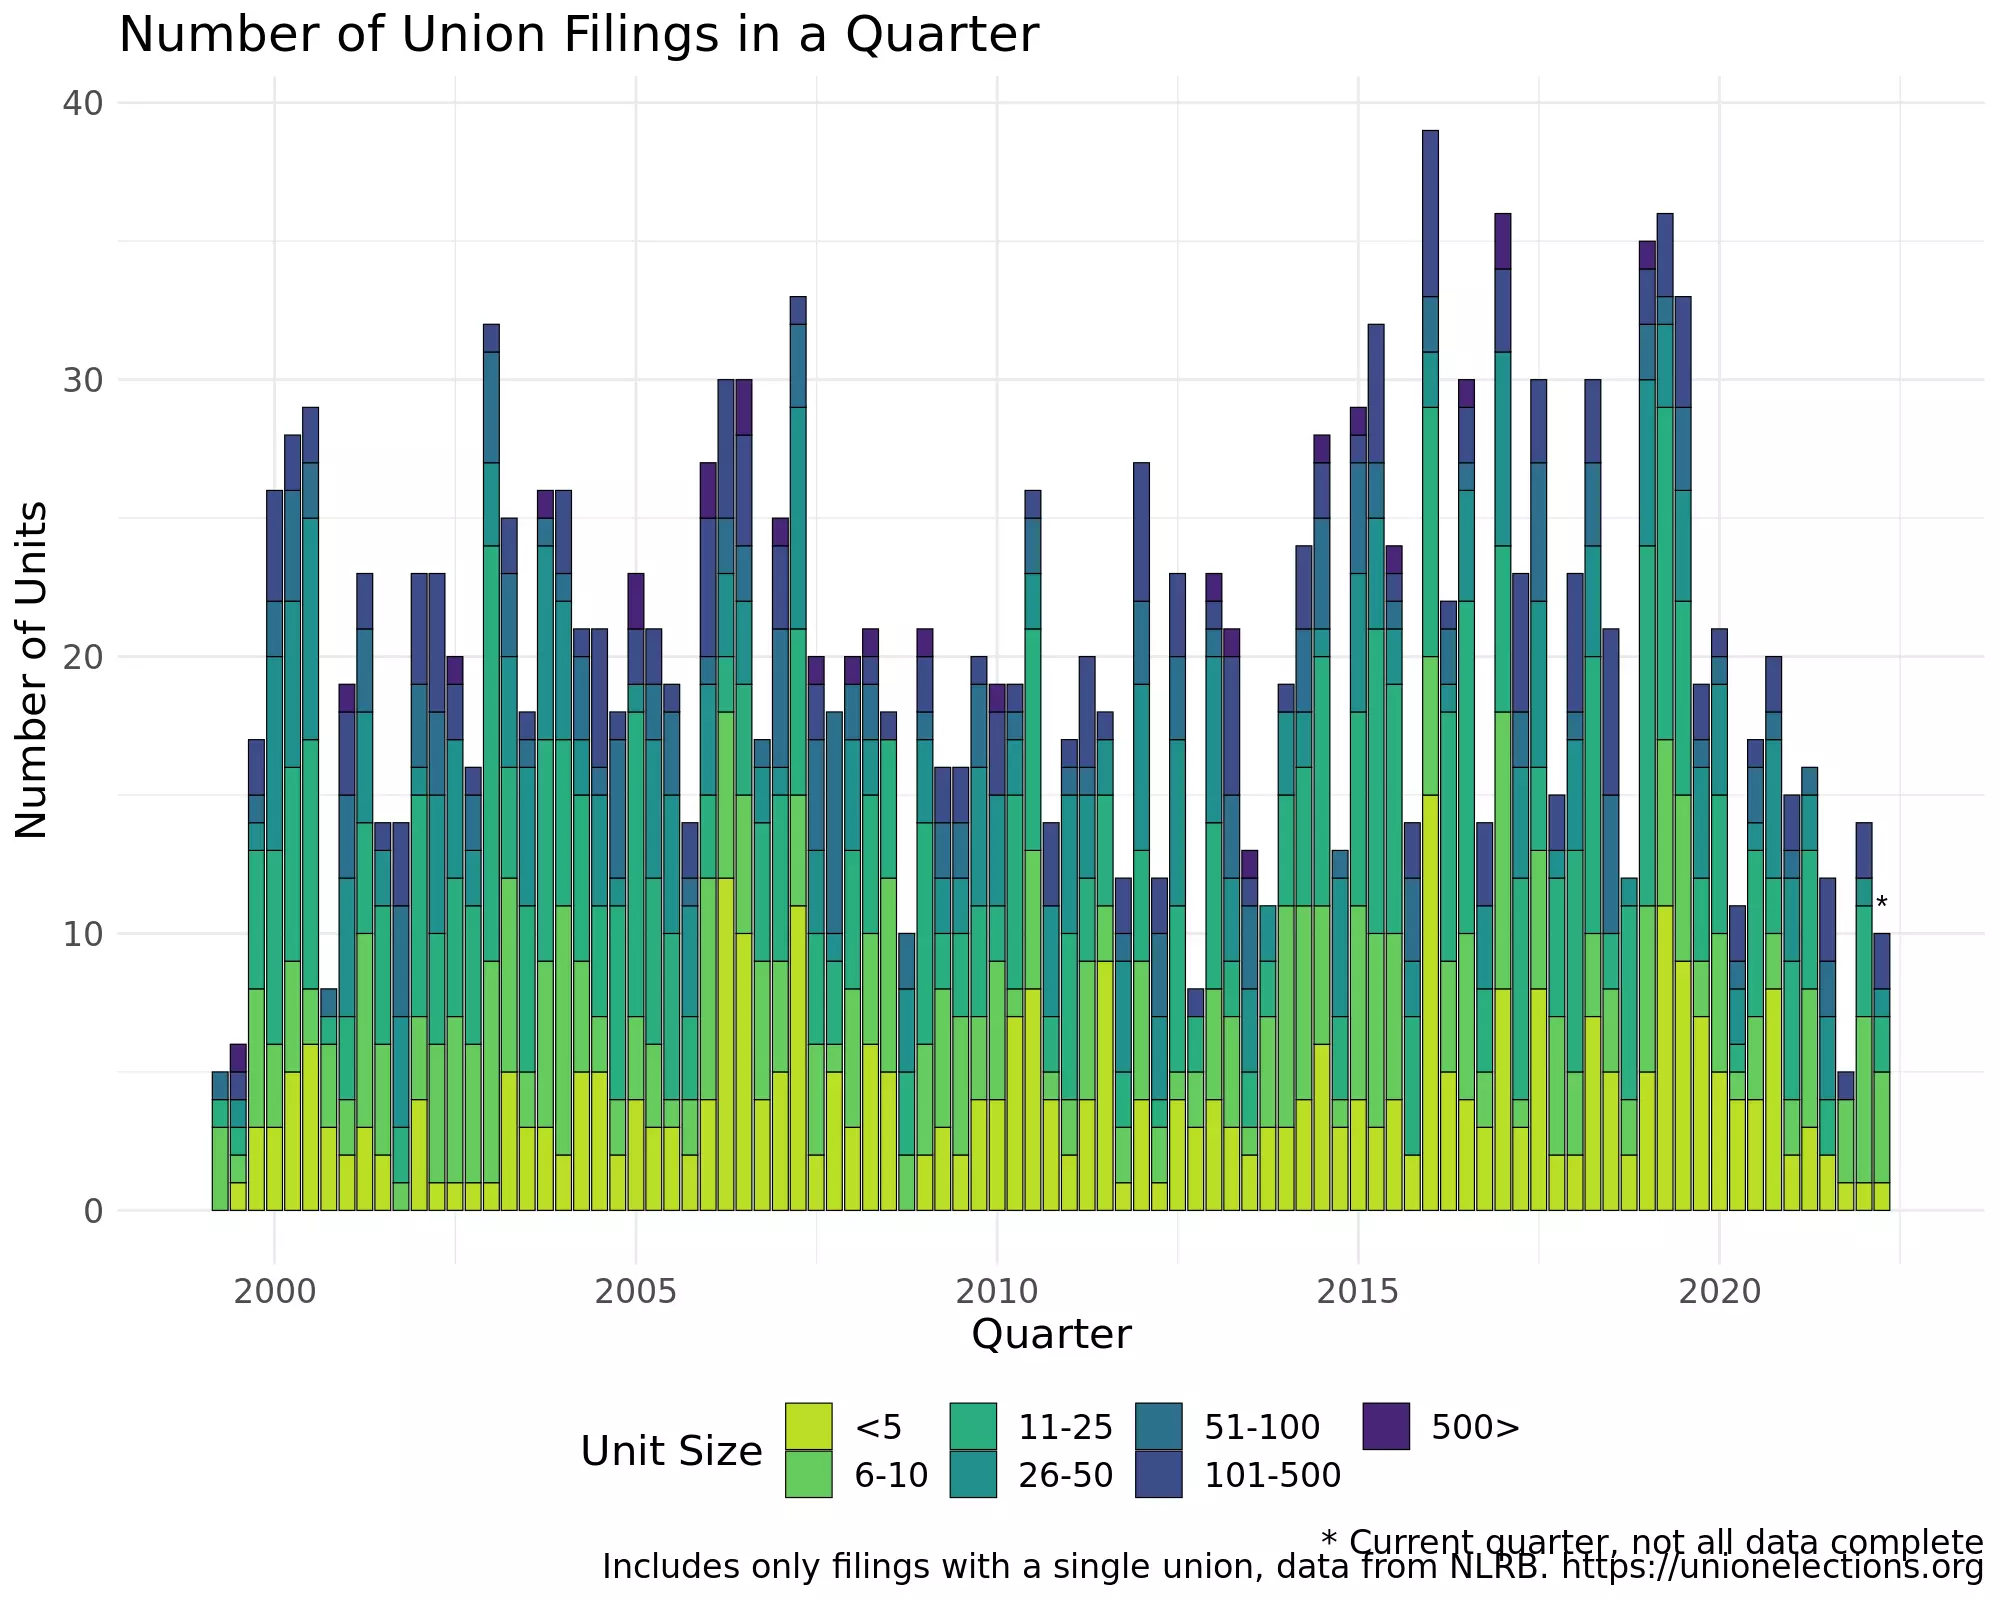 Number of Union Filings in a Quarter
40
30
20
10
0
Number of Units
*
2000 2005 2010 2015 2020
Quarter
Unit Size
<5 11-25 51-100 500>
6-10 26-50 101-500
* Current quarter, not all data complete
Includes only filings with a single union, data from NLRB. https://unionelections.org